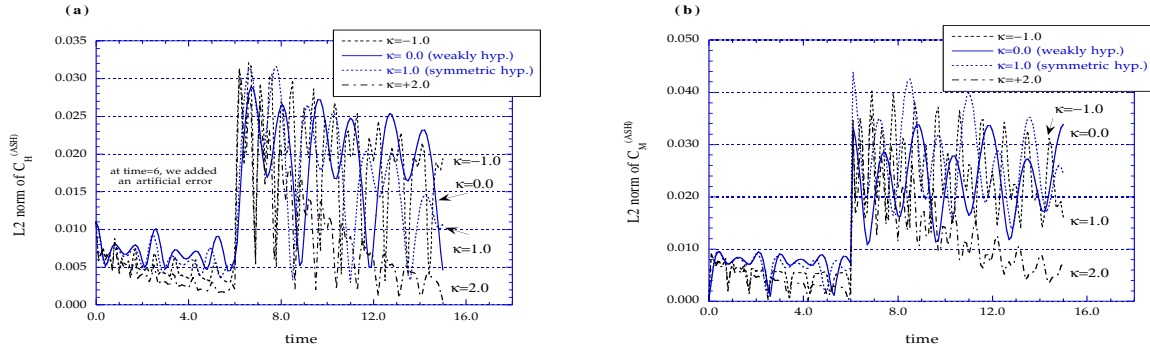 (a)
κ=−1.0
κ= 0.0 (weakly hyp.)
κ=1.0 (symmetric hyp.)
κ=+2.0
0.035
0.030
0.025
0.020
0.015
0.010
0.005
0.000
L2 norm of C_H^(ASH)
at time=6, we added
an artificial error
κ=−1.0
κ=0.0
κ=1.0
κ=2.0
0.0
4.0
8.0
12.0
16.0
time
(b)
κ=−1.0
κ=0.0 (weakly hyp.)
κ=1.0 (symmetric hyp.)
κ=+2.0
0.050
0.040
0.030
0.020
0.010
0.000
L2 norm of C_M^(ASH)
κ=−1.0
κ=0.0
κ=1.0
κ=2.0
0.0
4.0
8.0
12.0
16.0
time